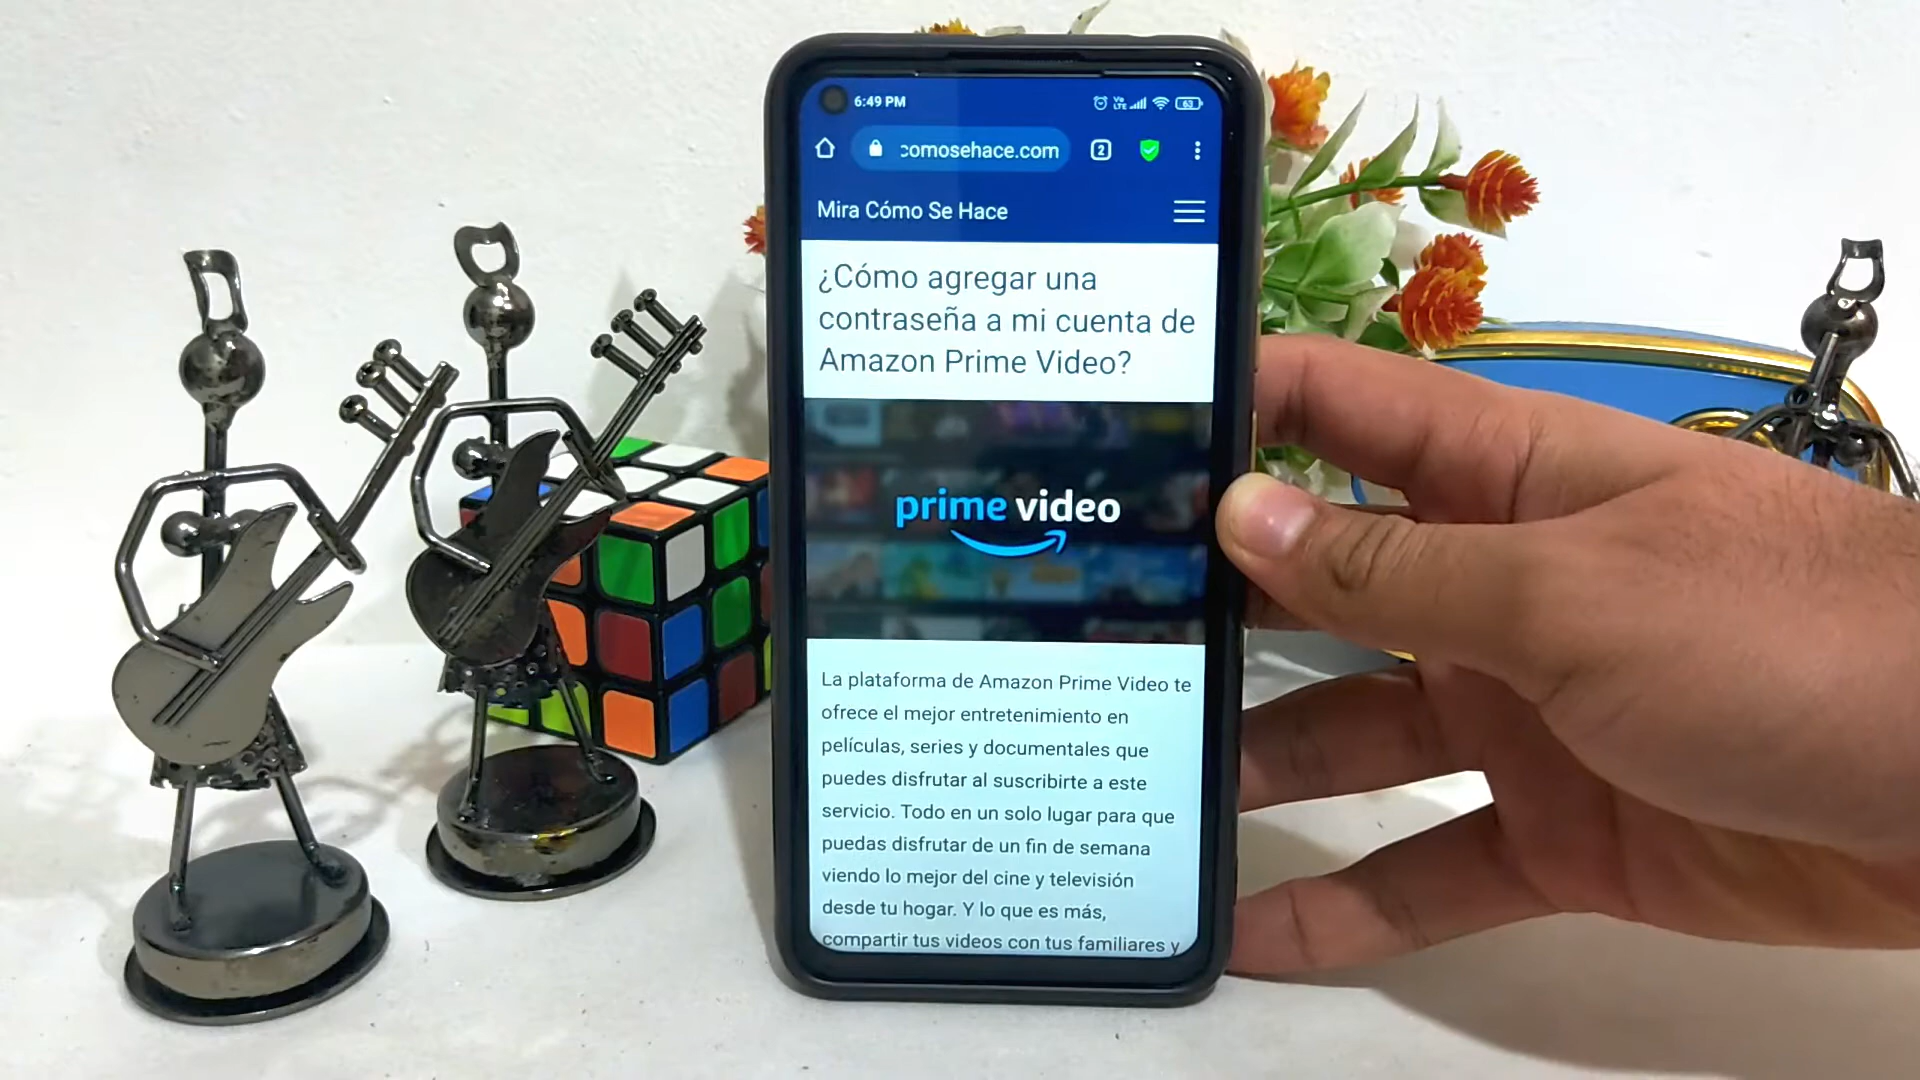 6:49 PM
Vo
LTE
63
comosehace.com
2
Mira Cómo Se Hace
¿Cómo agregar una
contraseña a mi cuenta de
Amazon Prime Video?
prime video
La plataforma de Amazon Prime Video te
ofrece el mejor entretenimiento en
películas, series y documentales que
puedes disfrutar al suscribirte a este
servicio. Todo en un solo lugar para que
puedas disfrutar de un fin de semana
viendo lo mejor del cine y televisión
desde tu hogar. Y lo que es más,
compartir tus videos con tus familiares y